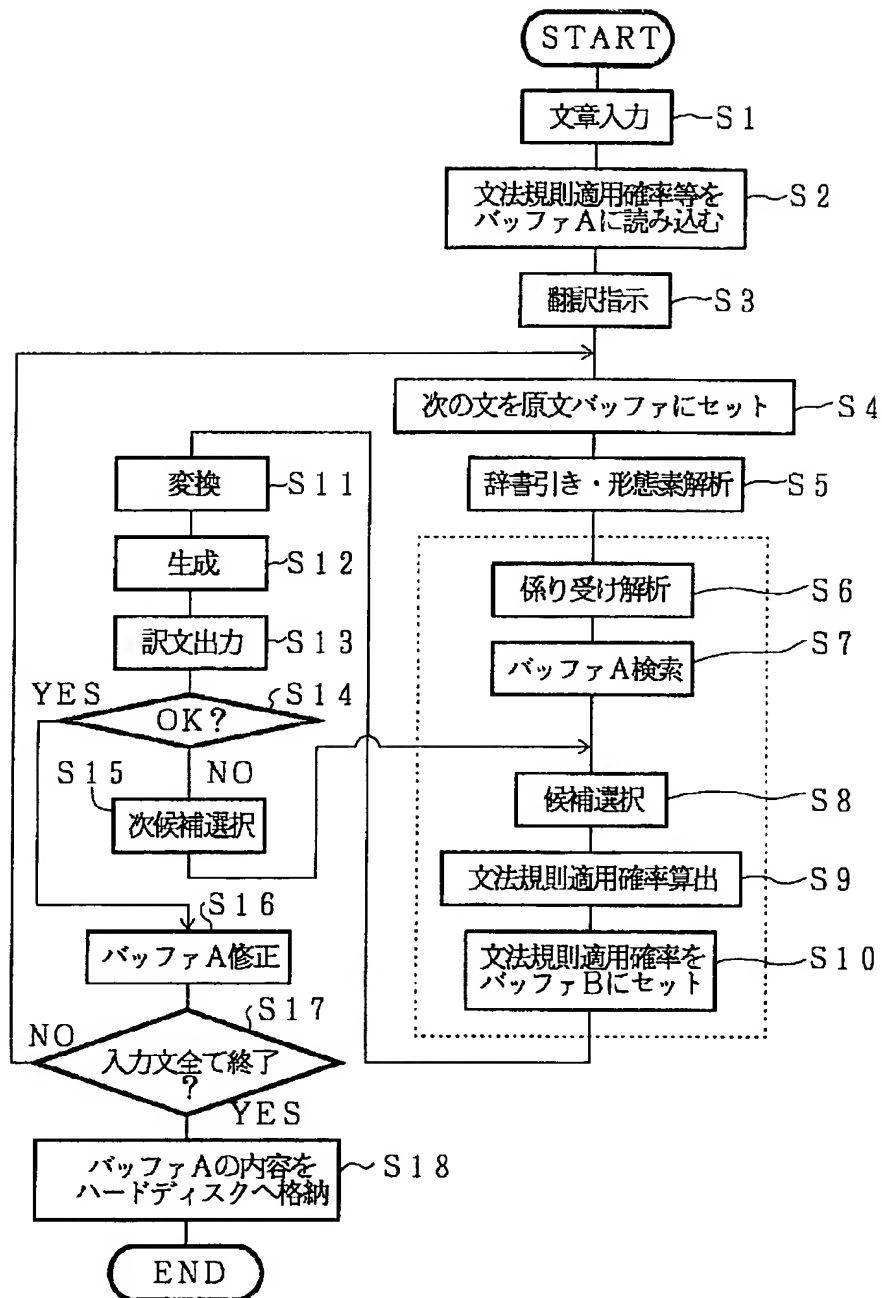 START
文章入力
S1
文法規則適用確率等を
バッファAに読み込む
S2
翻訳指示
S3
次の文を原文バッファにセット
S4
辞書引き・形態素解析
S5
係り受け解析
S6
バッファA検索
S7
候補選択
S8
文法規則適用確率算出
S9
文法規則適用確率を
バッファBにセット
S10
変換
S11
生成
S12
訳文出力
S13
YES
OK?
S14
NO
S15
次候補選択
S16
バッファA修正
S17
NO
入力文全て終了
?
YES
バッファAの内容を
ハードディスクへ格納
S18
END